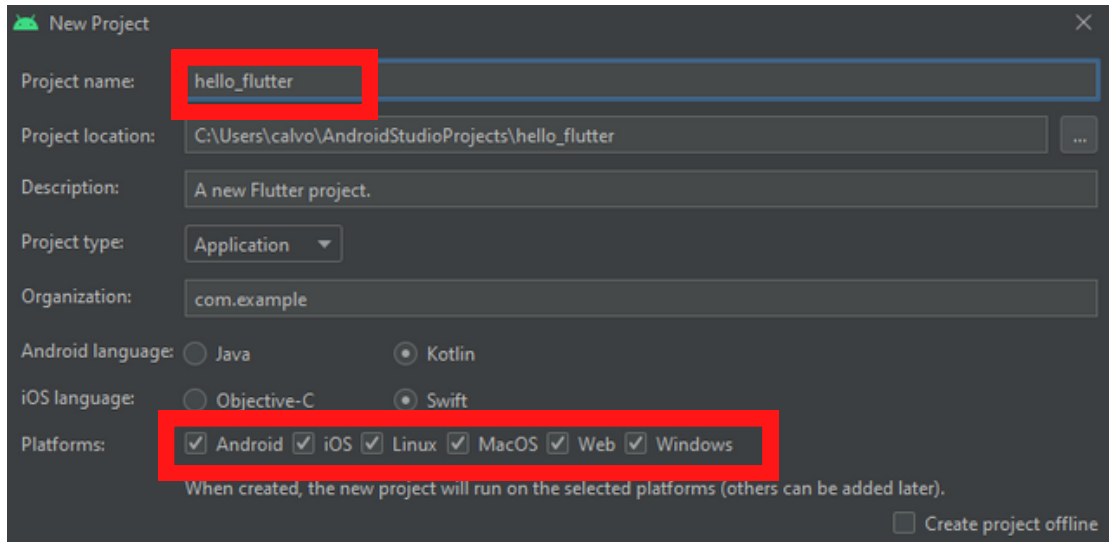 New Project
Project name: hello_flutter
Project location: C:\Users\calvo\AndroidStudioProjects\hello_flutter ...
Description: A new Flutter project.
Project type: Application
Organization: com.example
Android language: Java Kotlin
iOS language: Objective-C Swift
Platforms: Android iOS Linux MacOS Web Windows
When created, the new project will run on the selected platforms (others can be added later).
Create project offline